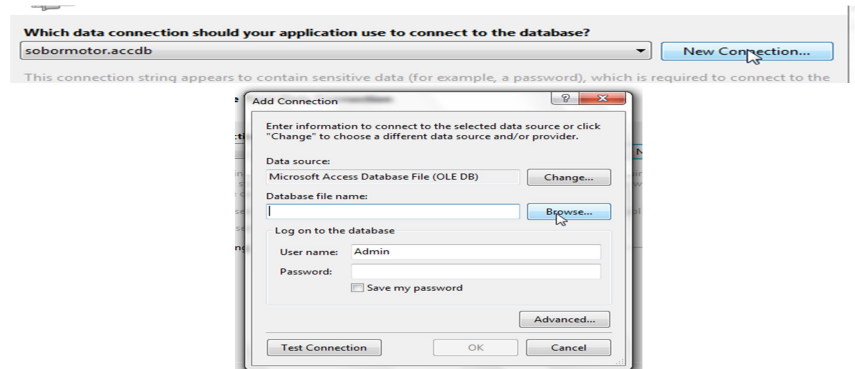 Which data connection should your application use to connect to the database?
sobormotor.accdb
New Connection...
This connection string appears to contain sensitive data (for example, a password), which is required to connect to the
Add Connection
Enter information to connect to the selected data source or click
"Change" to choose a different data source and/or provider.
Data source:
Microsoft Access Database File (OLE DB)
Change...
Database file name:
Browse...
Log on to the database
User name:
Admin
Password:
Save my password
Advanced...
Test Connection
OK
Cancel